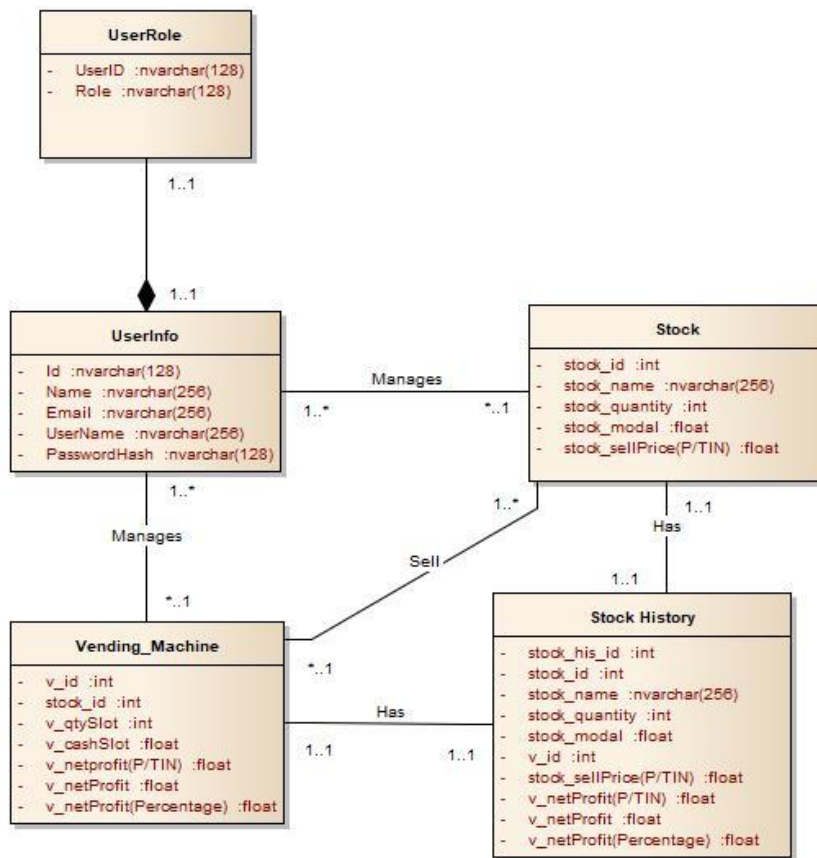 UserRole
- UserID :nvarchar(128)
- Role :nvarchar(128)
1..1
1..1
UserInfo
- Id :nvarchar(128)
- Name :nvarchar(256)
- Email :nvarchar(256)
- UserName :nvarchar(256)
- PasswordHash :nvarchar(128)
Manages
1..*
*..1
Stock
- stock_id :int
- stock_name :nvarchar(256)
- stock_quantity :int
- stock_modal :float
- stock_sellPrice(P/TIN) :float
1..*
Manages
*..1
1..*
Sell
*..1
1..1
Has
1..1
Vending_Machine
- v_id :int
- stock_id :int
- v_qtySlot :int
- v_cashSlot :float
- v_netprofit(P/TIN) :float
- v_netProfit :float
- v_netProfit(Percentage) :float
Has
1..1
1..1
Stock History
- stock_his_id :int
- stock_id :int
- stock_name :nvarchar(256)
- stock_quantity :int
- stock_modal :float
- v_id :int
- stock_sellPrice(P/TIN) :float
- v_netProfit(P/TIN) :float
- v_netProfit :float
- v_netProfit(Percentage) :float